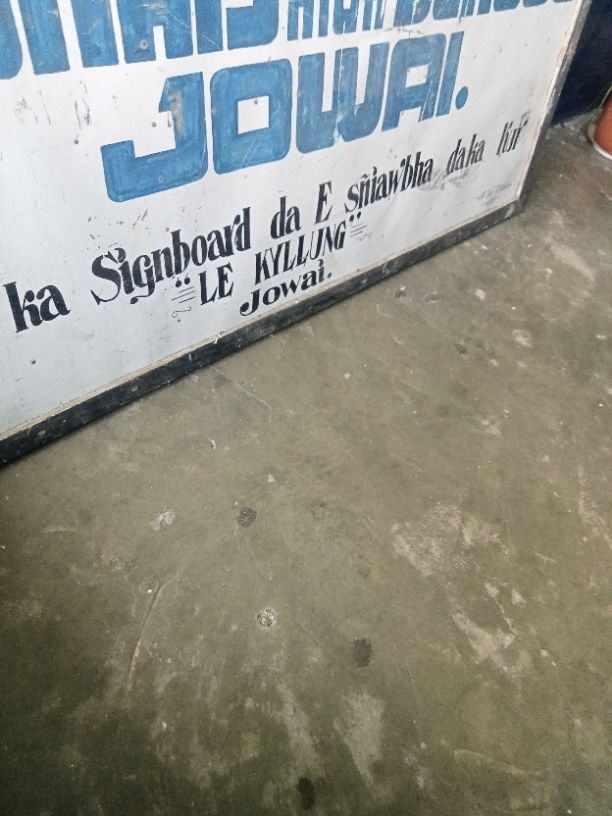 JOWAI.
ka Signboard da E sñiawbha daka Kur
"LE KYLLUNG"
Jowai.